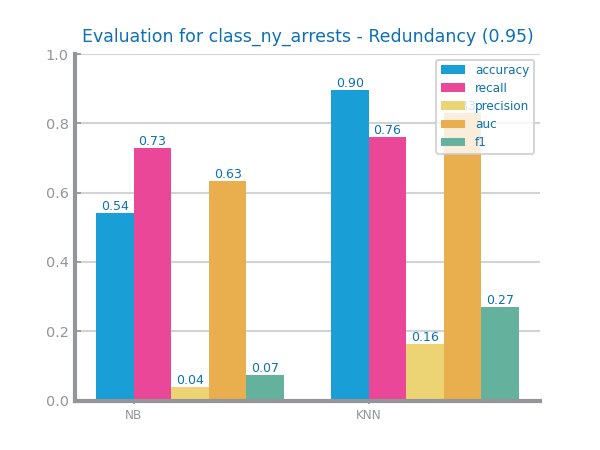 Evaluation for class_ny_arrests - Redundancy (0.95)
1.0
0.8
0.6
0.4
0.2
0.0
0.54
0.73
0.04
0.63
0.07
0.90
0.76
0.16
0.27
NB
KNN
accuracy
recall
precision
auc
f1